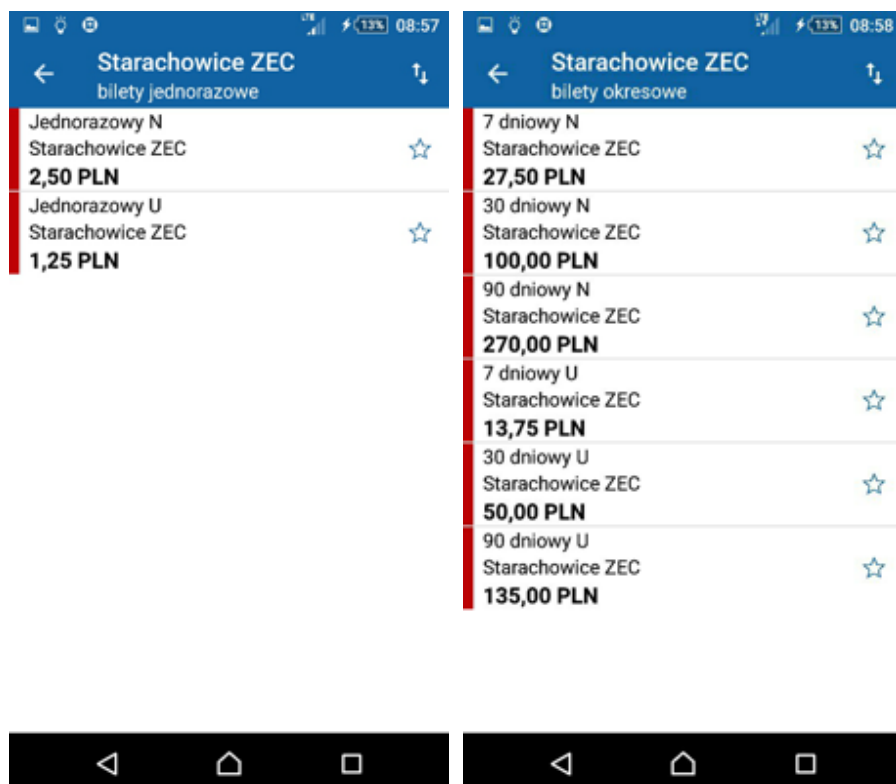 LTE 13% 08:57
Starachowice ZEC
bilety jednorazowe
Jednorazowy N
Starachowice ZEC
2,50 PLN
Jednorazowy U
Starachowice ZEC
1,25 PLN
13% 08:58
Starachowice ZEC
bilety okresowe
7 dniowy N
Starachowice ZEC
27,50 PLN
30 dniowy N
Starachowice ZEC
100,00 PLN
90 dniowy N
Starachowice ZEC
270,00 PLN
7 dniowy U
Starachowice ZEC
13,75 PLN
30 dniowy U
Starachowice ZEC
50,00 PLN
90 dniowy U
Starachowice ZEC
135,00 PLN